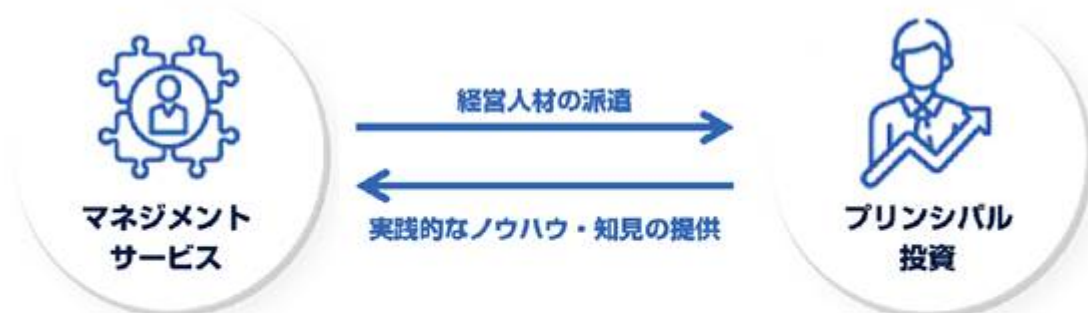 経営人材の派遣
実践的なノウハウ・知見の提供
マネジメント
サービス
プリンシパル
投資